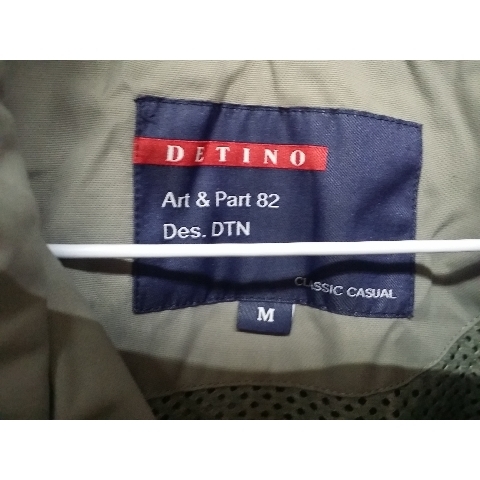 DETINO
Art & Part 82
Des. DTN
CLASSIC CASUAL
M